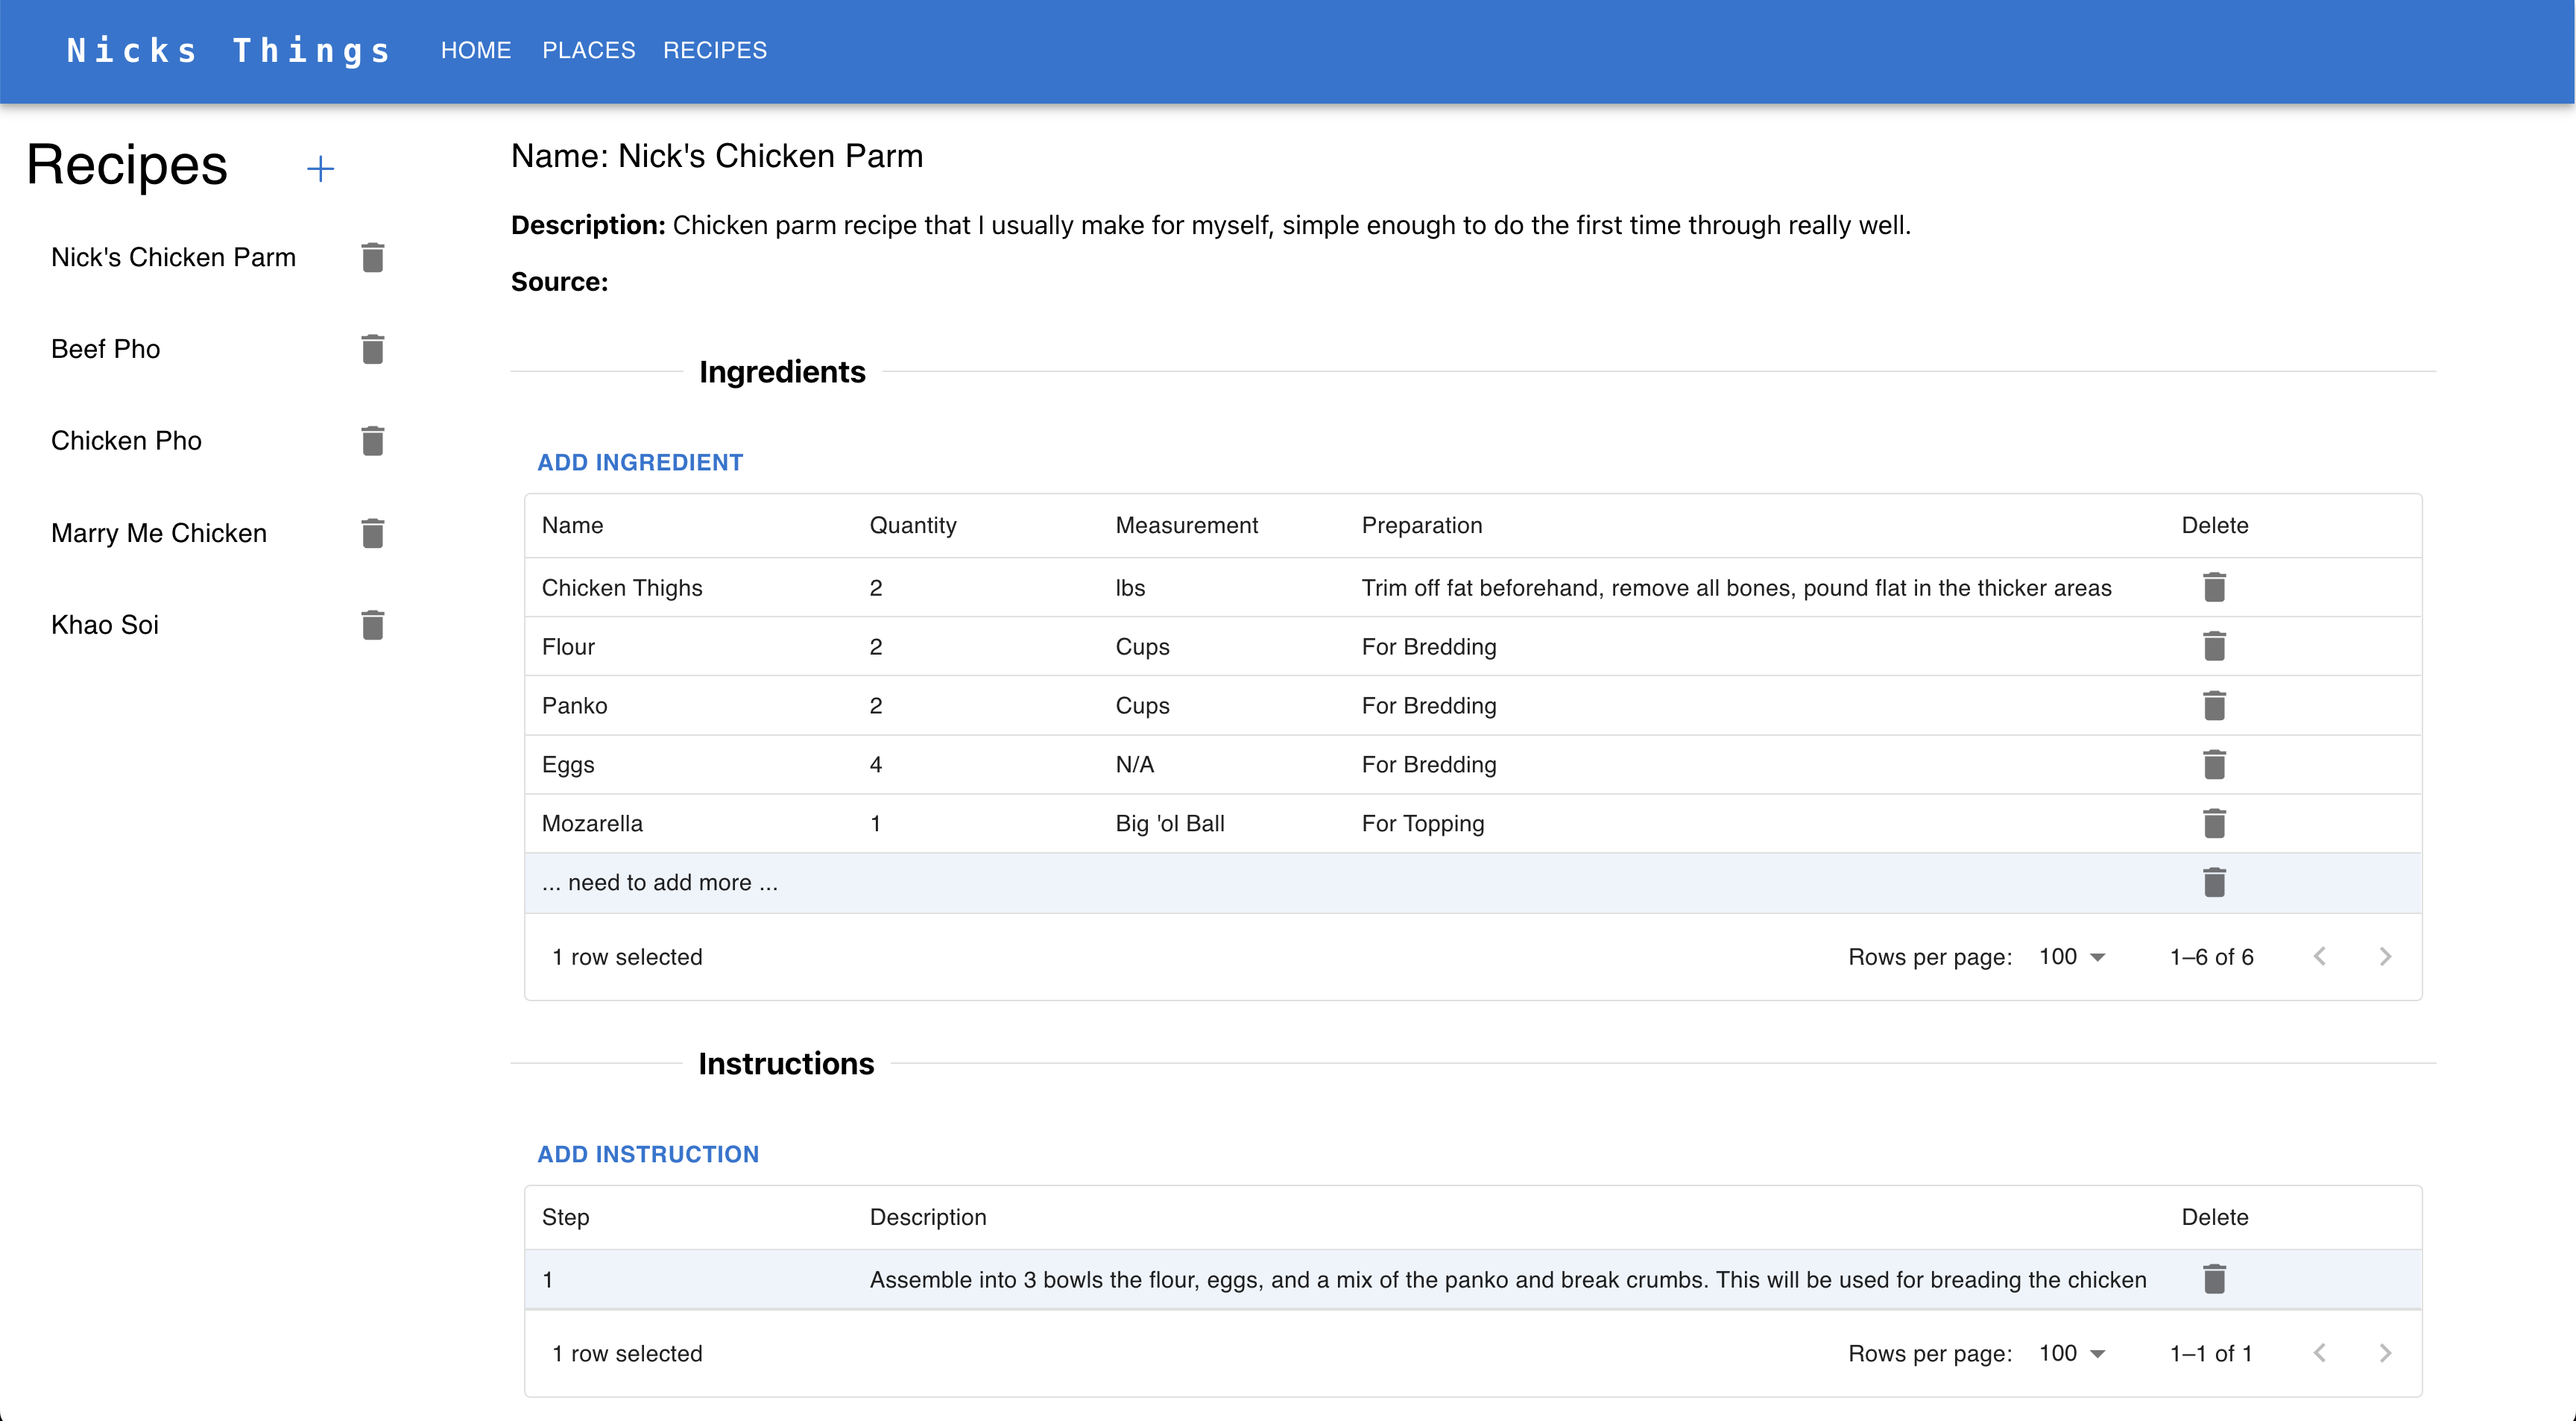 Nicks Things HOME PLACES RECIPES
Recipes
Nick's Chicken Parm
Beef Pho
Chicken Pho
Marry Me Chicken
Khao Soi
Name: Nick's Chicken Parm
Description: Chicken parm recipe that I usually make for myself, simple enough to do the first time through really well.
Source:
Ingredients
ADD INGREDIENT
Name Quantity Measurement Preparation Delete
Chicken Thighs 2 lbs Trim off fat beforehand, remove all bones, pound flat in the thicker areas
Flour 2 Cups For Bredding
Panko 2 Cups For Bredding
Eggs 4 N/A For Bredding
Mozarella 1 Big 'ol Ball For Topping
... need to add more ...
1 row selected Rows per page: 100 1–6 of 6
Instructions
ADD INSTRUCTION
Step Description Delete
1 Assemble into 3 bowls the flour, eggs, and a mix of the panko and break crumbs. This will be used for breading the chicken
1 row selected Rows per page: 100 1–1 of 1